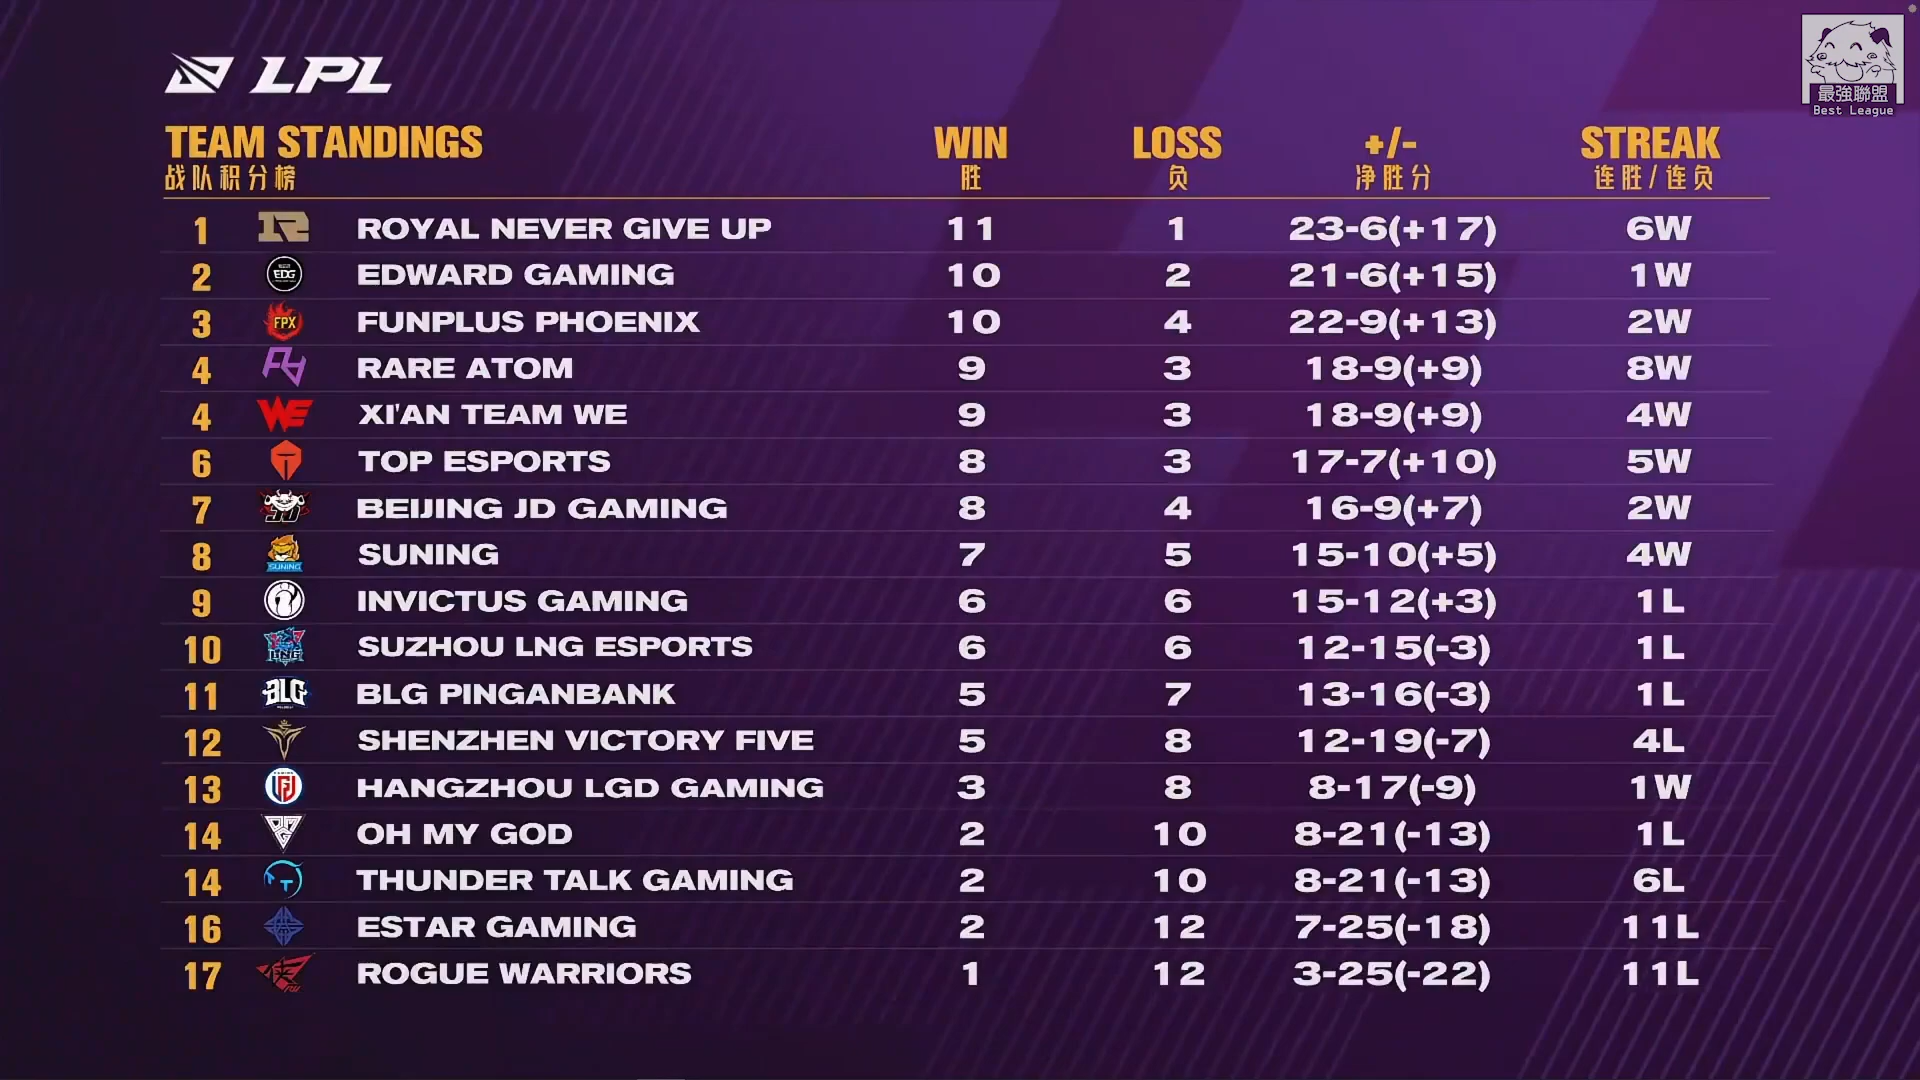 LPL
最強聯盟
Best League
TEAM STANDINGS WIN LOSS +/- STREAK
战队积分榜 胜 负 净胜分 连胜/连负
1 ROYAL NEVER GIVE UP 11 1 23-6(+17) 6W
2 EDG EDWARD GAMING 10 2 21-6(+15) 1W
3 FPX FUNPLUS PHOENIX 10 4 22-9(+13) 2W
4 RARE ATOM 9 3 18-9(+9) 8W
4 WE XI'AN TEAM WE 9 3 18-9(+9) 4W
6 TOP ESPORTS 8 3 17-7(+10) 5W
7 JD BEIJING JD GAMING 8 4 16-9(+7) 2W
8 SUNING SUNING 7 5 15-10(+5) 4W
9 INVICTUS GAMING 6 6 15-12(+3) 1L
10 LNG SUZHOU LNG ESPORTS 6 6 12-15(-3) 1L
11 BLG BLG PINGANBANK 5 7 13-16(-3) 1L
12 SHENZHEN VICTORY FIVE 5 8 12-19(-7) 4L
13 HANGZHOU LGD GAMING 3 8 8-17(-9) 1W
14 OMG OH MY GOD 2 10 8-21(-13) 1L
14 TT THUNDER TALK GAMING 2 10 8-21(-13) 6L
16 ESTAR GAMING 2 12 7-25(-18) 11L
17 侠 RW ROGUE WARRIORS 1 12 3-25(-22) 11L